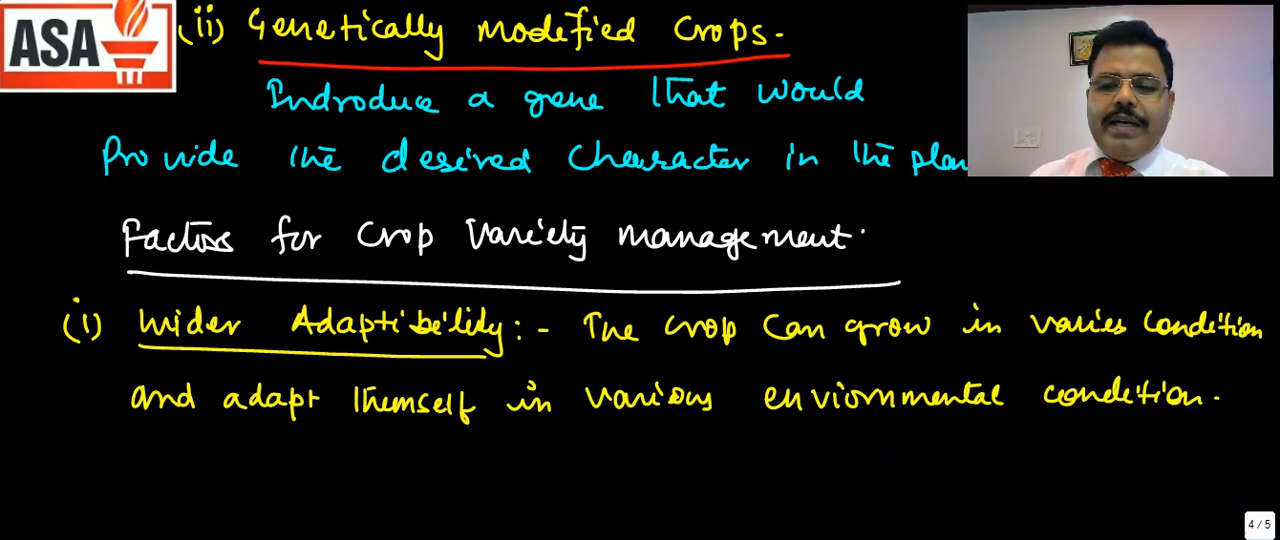 ASA
(ii) Genetically modified Crops.
Indroduce a gene that would
Provide the desired character in the plan
Factors for Crop Variety management.
(i) Wider Adaptibility:- The crop can grow in varies condition
and adapt themself in various enviornmental condition.
4/5